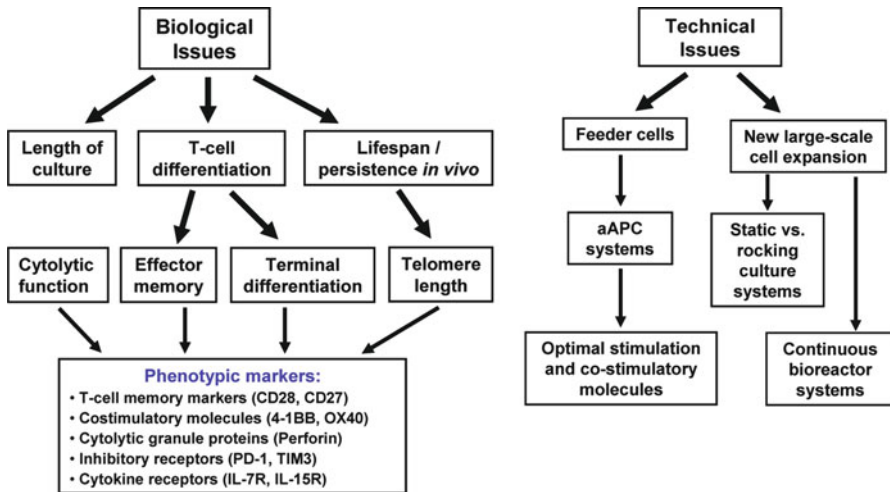 Biological
Issues
Length of
culture
T-cell
differentiation
Lifespan /
persistence in vivo
Cytolytic
function
Effector
memory
Terminal
differentiation
Telomere
length
Phenotypic markers:
• T-cell memory markers (CD28, CD27)
• Costimulatory molecules (4-1BB, OX40)
• Cytolytic granule proteins (Perforin)
• Inhibitory receptors (PD-1, TIM3)
• Cytokine receptors (IL-7R, IL-15R)
Technical
Issues
Feeder cells
New large-scale
cell expansion
aAPC
systems
Static vs.
rocking
culture
systems
Optimal stimulation
and co-stimulatory
molecules
Continuous
bioreactor
systems